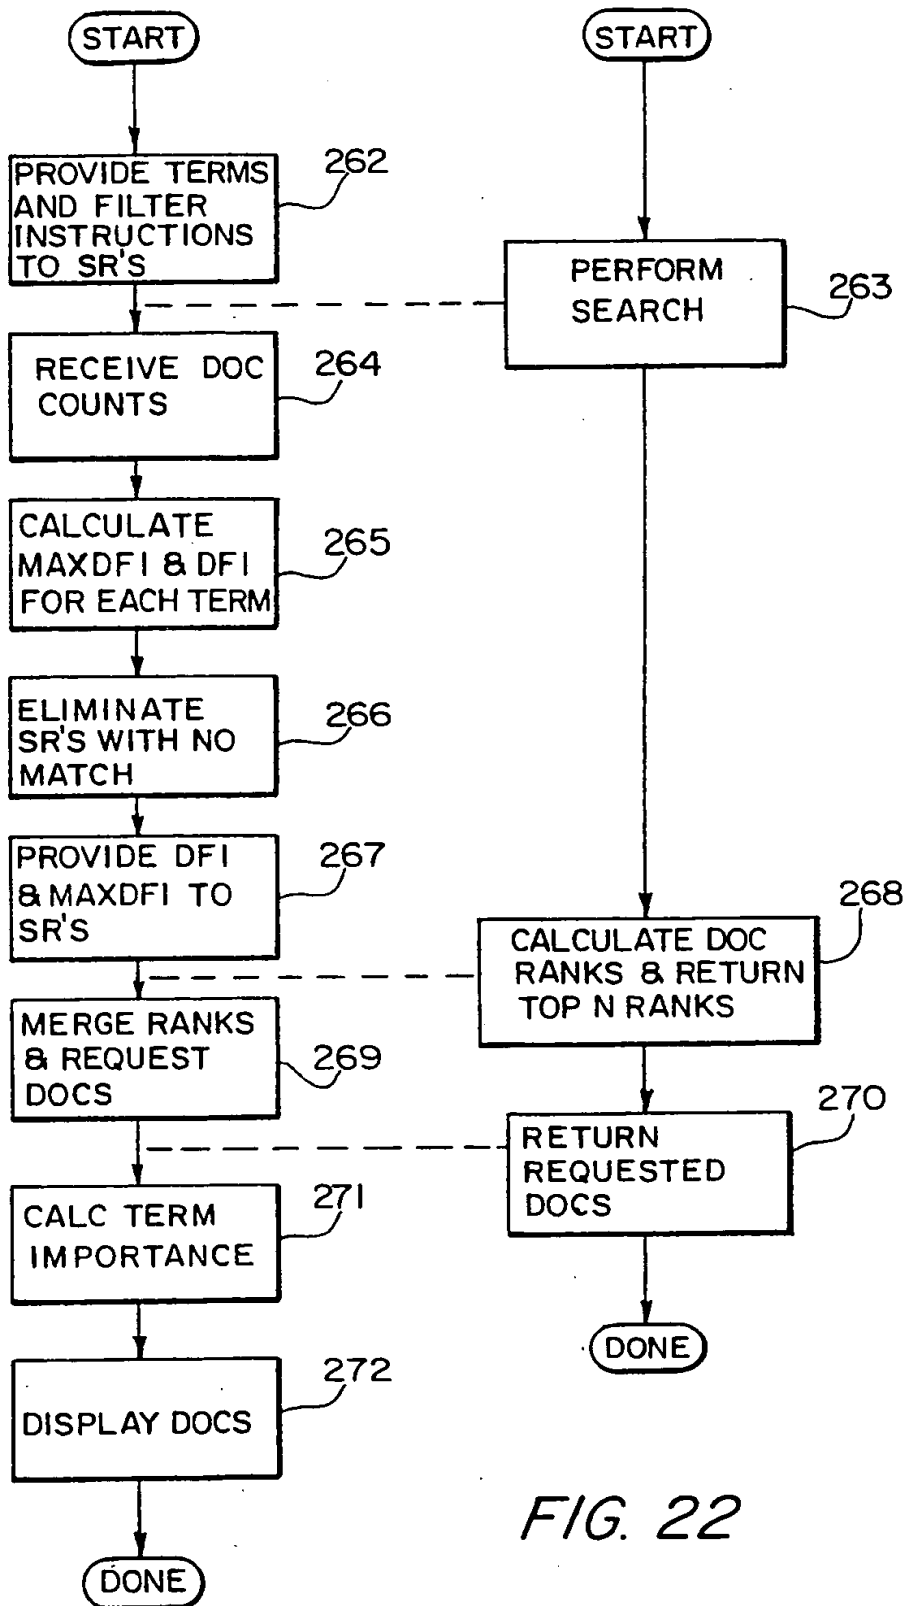 START
262
PROVIDE TERMS
AND FILTER
INSTRUCTIONS
TO SR'S
264
RECEIVE DOC
COUNTS
265
CALCULATE
MAXDFI & DFI
FOR EACH TERM
266
ELIMINATE
SR'S WITH NO
MATCH
267
PROVIDE DFI
& MAXDFI TO
SR'S
269
MERGE RANKS
& REQUEST
DOCS
271
CALC TERM
IMPORTANCE
272
DISPLAY DOCS
DONE
START
263
PERFORM
SEARCH
268
CALCULATE DOC
RANKS & RETURN
TOP N RANKS
270
RETURN
REQUESTED
DOCS
DONE
FIG. 22